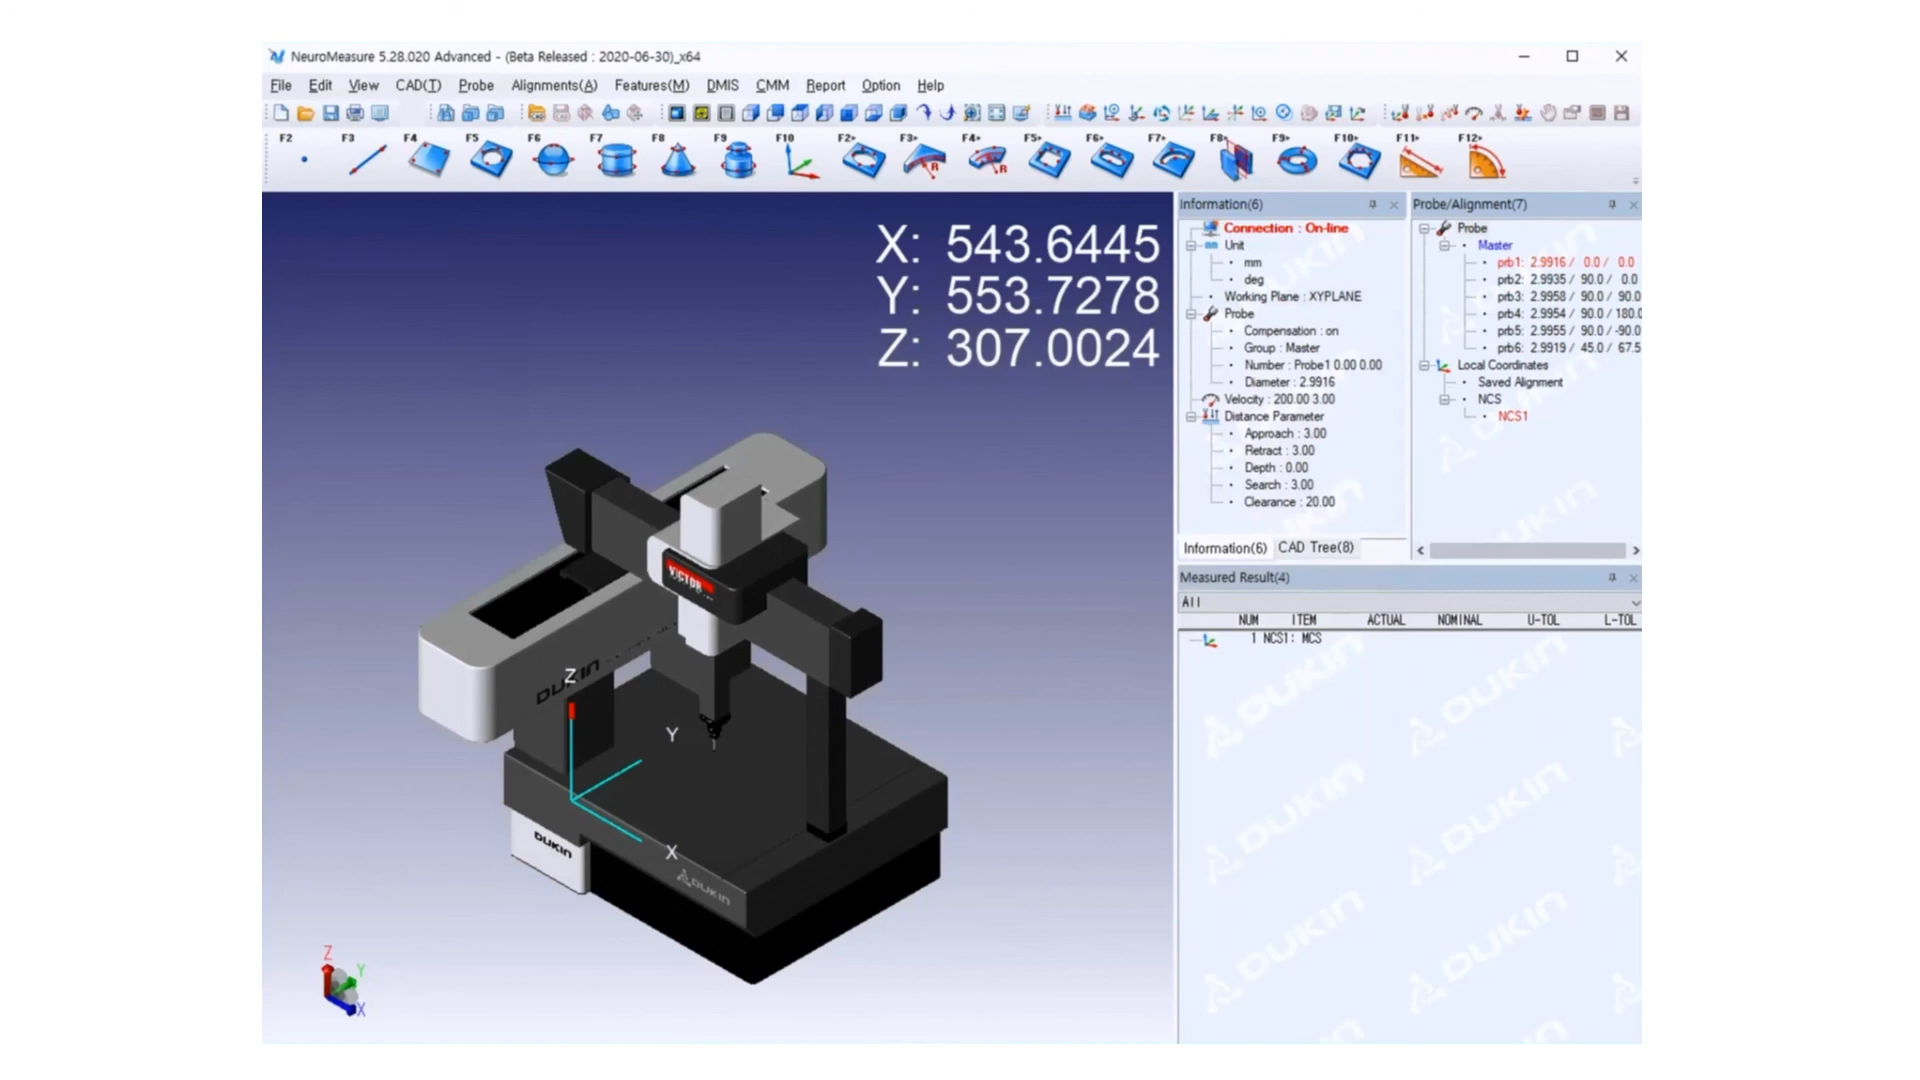 NeuroMeasure 5.28.020 Advanced - (Beta Released : 2020-06-30)_x64
File Edit View CAD(T) Probe Alignments(A) Features(M) DMIS CMM Report Option Help
F2 F3 F4 F5 F6 F7 F8 F9 F10 F2+ F3+ F4+ F5+ F6+ F7+ F8+ F9+ F10+ F11+ F12+
X: 543.6445
Y: 553.7278
Z: 307.0024
VICTOR
DUKIN
Z
Y
X
DUKIN
DUKIN
Z
Y
X
Information(6)
Connection : On-line
Unit
mm
deg
Working Plane : XYPLANE
Probe
Compensation : on
Group : Master
Number : Probe1 0.00 0.00
Diameter : 2.9916
Velocity : 200.00 3.00
Distance Parameter
Approach : 3.00
Retract : 3.00
Depth : 0.00
Search : 3.00
Clearance : 20.00
Information(6) CAD Tree(8)
Probe/Alignment(7)
Probe
Master
prb1: 2.9916 / 0.0 / 0.0
prb2: 2.9935 / 90.0 / 0.0
prb3: 2.9958 / 90.0 / 90.0
prb4: 2.9954 / 90.0 / 180.0
prb5: 2.9955 / 90.0 / -90.0
prb6: 2.9919 / 45.0 / 67.5
Local Coordinates
Saved Alignment
NCS
NCS1
Measured Result(4)
All
NUM ITEM ACTUAL NOMINAL U-TOL L-TOL
1 NCS1: MCS
DUKIN
DUKIN
DUKIN
DUKIN
DUKIN
DUKIN